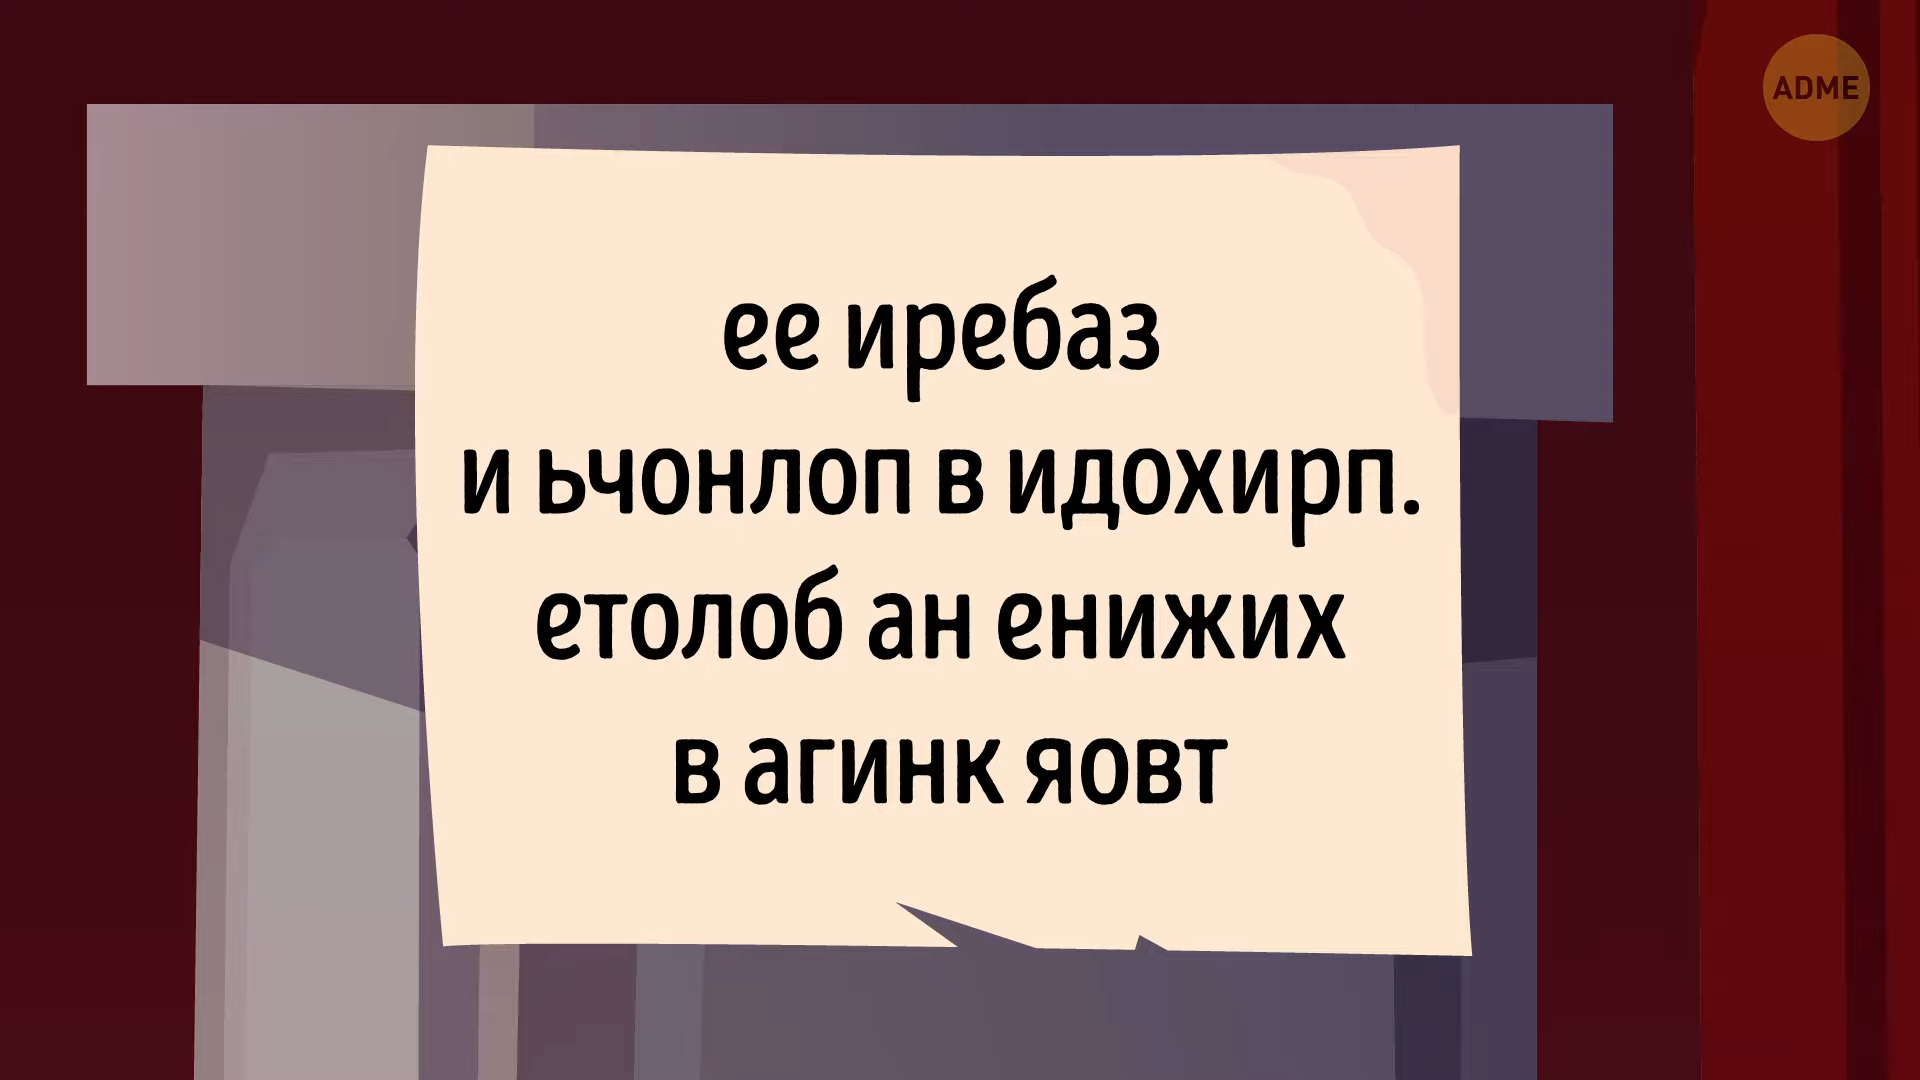 ADME
ее иребаз
и ьчонлоп в идохирп.
етолоб ан енижих
в агинк яовт